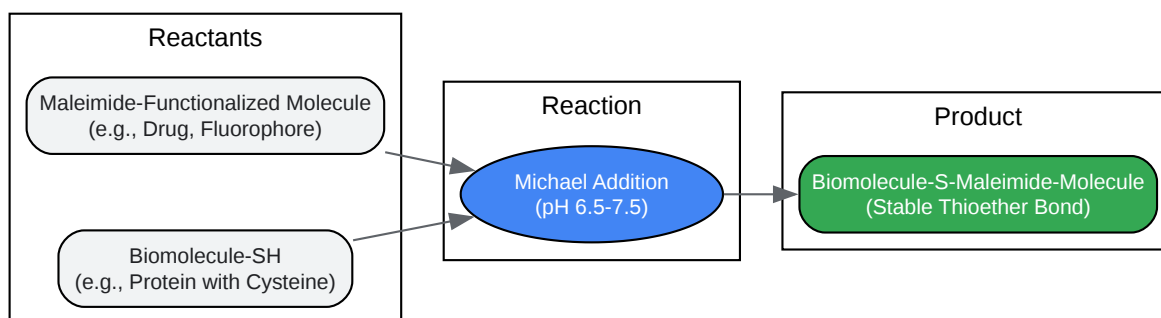 Reactants
Maleimide-Functionalized Molecule
(e.g., Drug, Fluorophore)
Biomolecule-SH
(e.g., Protein with Cysteine)
Reaction
Michael Addition
(pH 6.5-7.5)
Product
Biomolecule-S-Maleimide-Molecule
(Stable Thioether Bond)